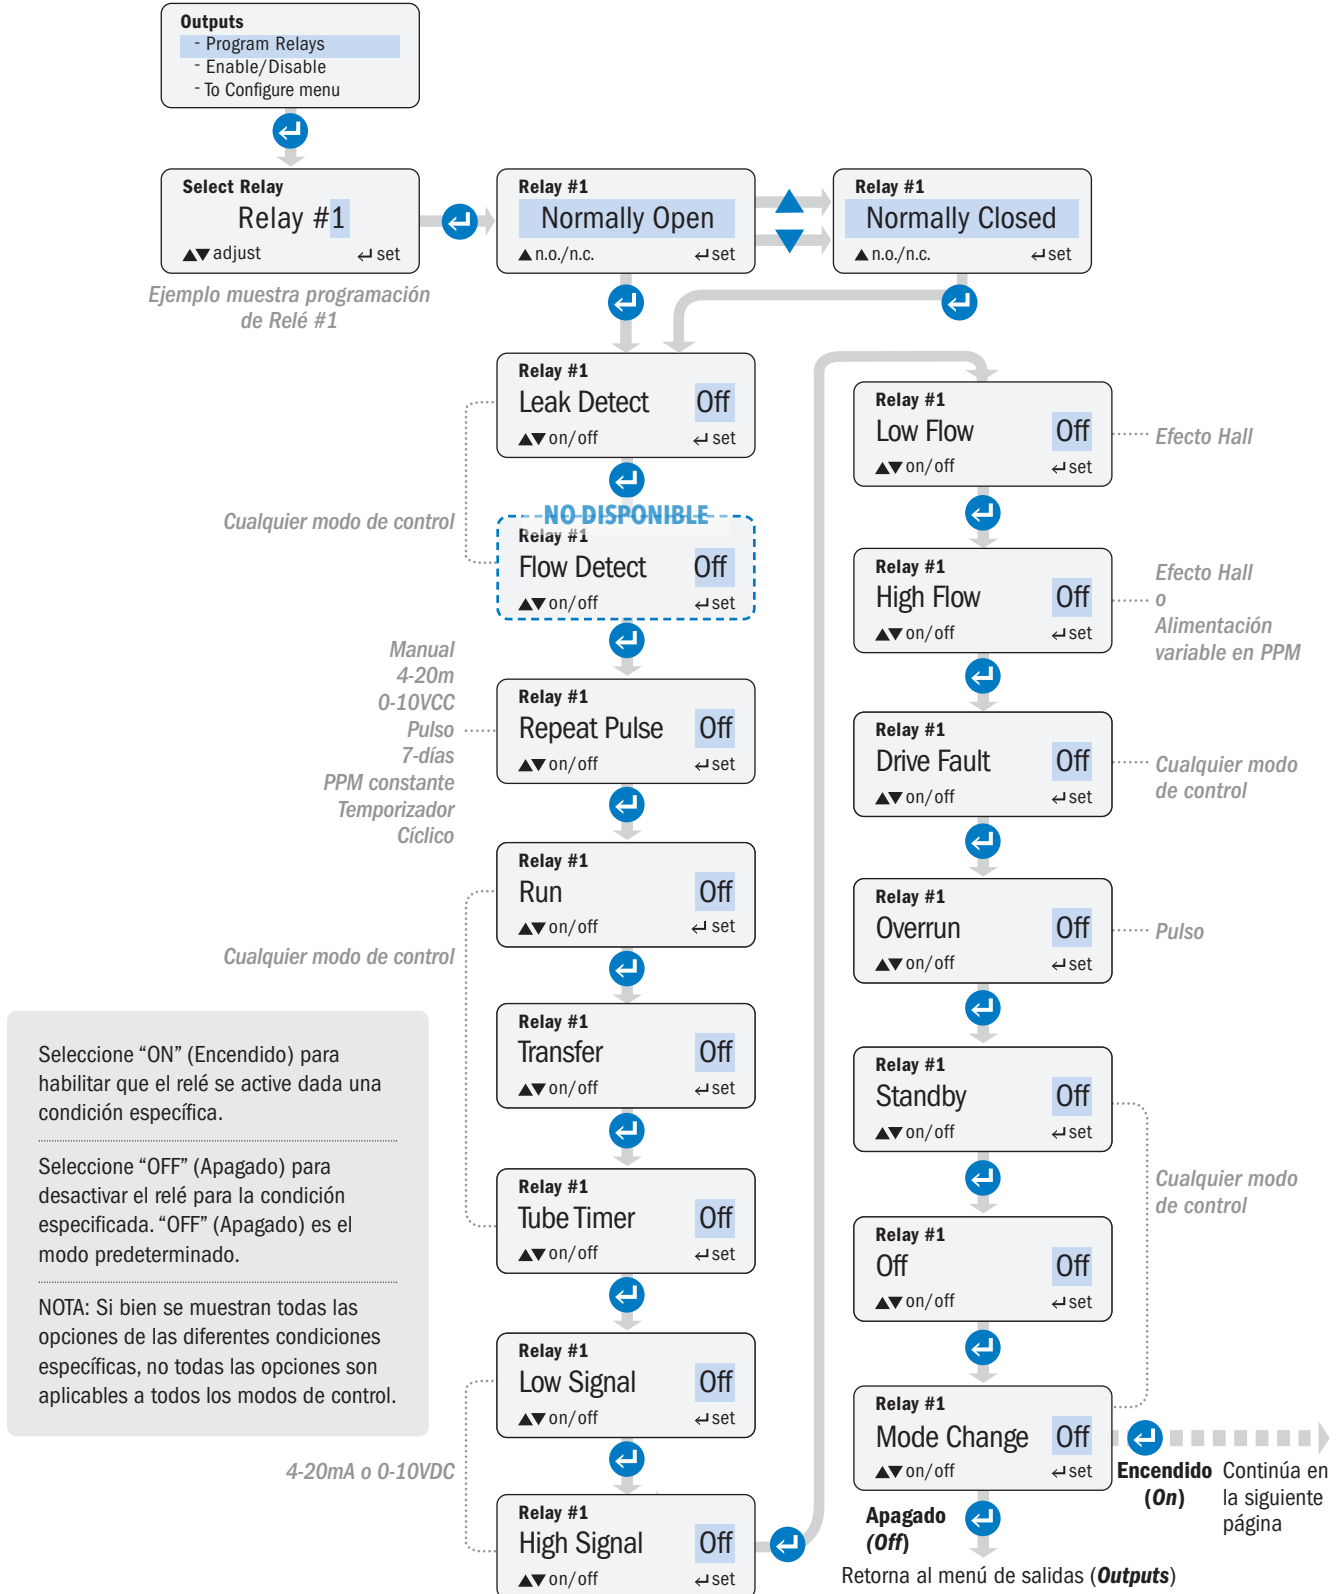 Outputs
- Program Relays
- Enable/Disable
- To Configure menu
Select Relay
Relay #1
▲▼ adjust ↵ set
Ejemplo muestra programación
de Relé #1
Relay #1
Normally Open
▲ n.o./n.c. ↵ set
Relay #1
Normally Closed
▲ n.o./n.c. ↵ set
Relay #1
Leak Detect Off
▲▼ on/off ↵ set
Cualquier modo de control
NO DISPONIBLE
Relay #1
Flow Detect Off
▲▼ on/off ↵ set
Manual
4-20m
0-10VCC
Pulso
7-días
PPM constante
Temporizador
Cíclico
Relay #1
Repeat Pulse Off
▲▼ on/off ↵ set
Relay #1
Run Off
▲▼ on/off ↵ set
Cualquier modo de control
Relay #1
Transfer Off
▲▼ on/off ↵ set
Relay #1
Tube Timer Off
▲▼ on/off ↵ set
Relay #1
Low Signal Off
▲▼ on/off ↵ set
4-20mA o 0-10VDC
Relay #1
High Signal Off
▲▼ on/off ↵ set
Seleccione “ON” (Encendido) para
habilitar que el relé se active dada una
condición específica.
Seleccione “OFF” (Apagado) para
desactivar el relé para la condición
especificada. “OFF” (Apagado) es el
modo predeterminado.
NOTA: Si bien se muestran todas las
opciones de las diferentes condiciones
específicas, no todas las opciones son
aplicables a todos los modos de control.
Relay #1
Low Flow Off
▲▼ on/off ↵ set
Efecto Hall
Relay #1
High Flow Off
▲▼ on/off ↵ set
Efecto Hall
o
Alimentación
variable en PPM
Relay #1
Drive Fault Off
▲▼ on/off ↵ set
Cualquier modo
de control
Relay #1
Overrun Off
▲▼ on/off ↵ set
Pulso
Relay #1
Standby Off
▲▼ on/off ↵ set
Cualquier modo
de control
Relay #1
Off Off
▲▼ on/off ↵ set
Relay #1
Mode Change Off
▲▼ on/off ↵ set
Encendido
(On)
Continúa en
la siguiente
página
Apagado
(Off)
Retorna al menú de salidas (Outputs)